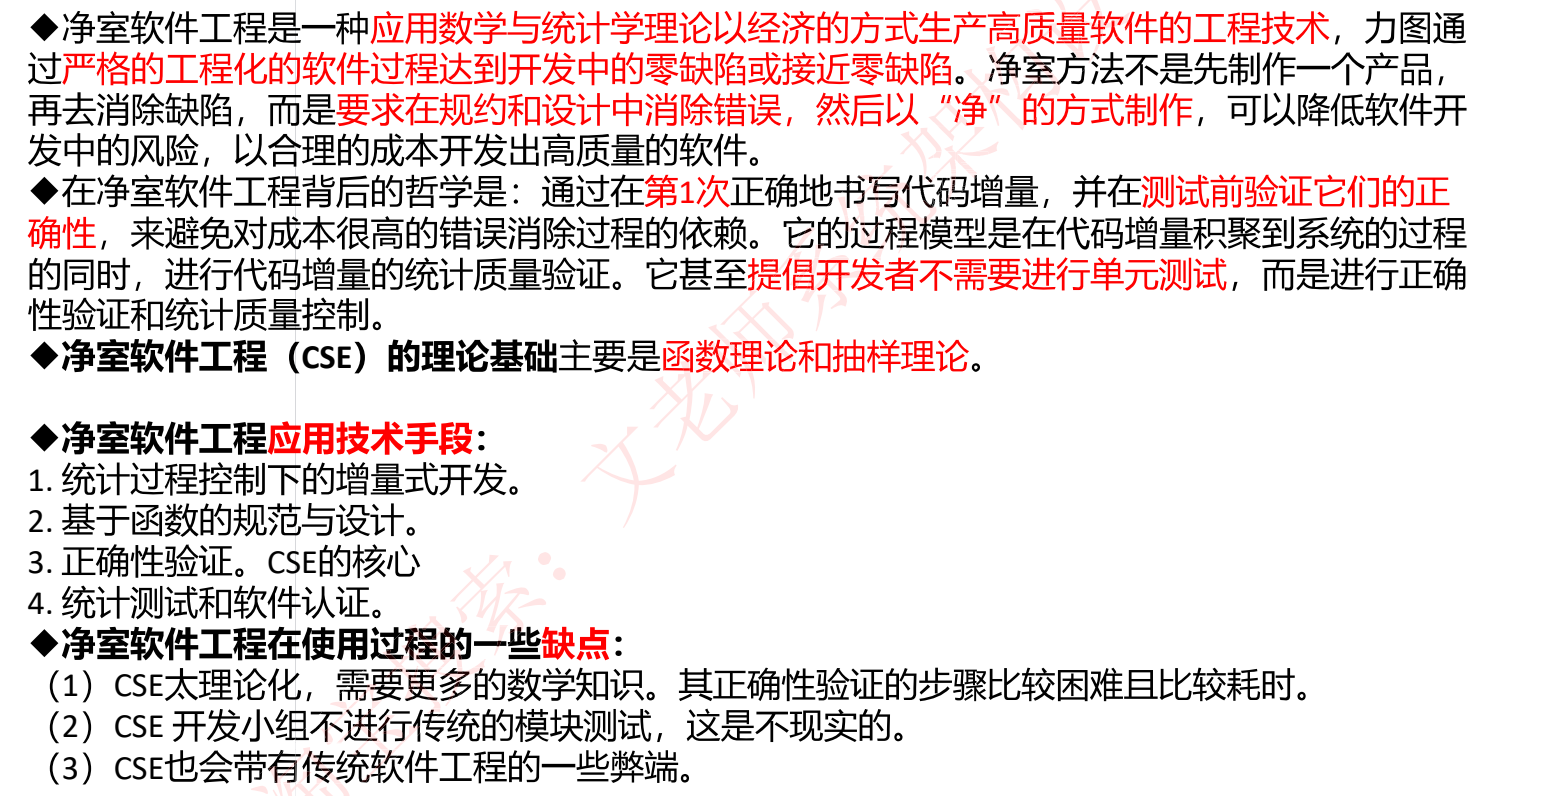 ◆净室软件工程是一种应用数学与统计学理论以经济的方式生产高质量软件的工程技术，力图通
过严格的工程化的软件过程达到开发中的零缺陷或接近零缺陷。净室方法不是先制作一个产品，
再去消除缺陷，而是要求在规约和设计中消除错误，然后以“净”的方式制作，可以降低软件开
发中的风险，以合理的成本开发出高质量的软件。
◆在净室软件工程背后的哲学是：通过在第1次正确地书写代码增量，并在测试前验证它们的正
确性，来避免对成本很高的错误消除过程的依赖。它的过程模型是在代码增量积聚到系统的过程
的同时，进行代码增量的统计质量验证。它甚至提倡开发者不需要进行单元测试，而是进行正确
性验证和统计质量控制。
◆净室软件工程（CSE）的理论基础主要是函数理论和抽样理论。
◆净室软件工程应用技术手段：
1. 统计过程控制下的增量式开发。
2. 基于函数的规范与设计。
3. 正确性验证。CSE的核心
4. 统计测试和软件认证。
◆净室软件工程在使用过程的一些缺点：
（1）CSE太理论化，需要更多的数学知识。其正确性验证的步骤比较困难且比较耗时。
（2）CSE 开发小组不进行传统的模块测试，这是不现实的。
（3）CSE也会带有传统软件工程的一些弊端。
搜索：文老师系统架构